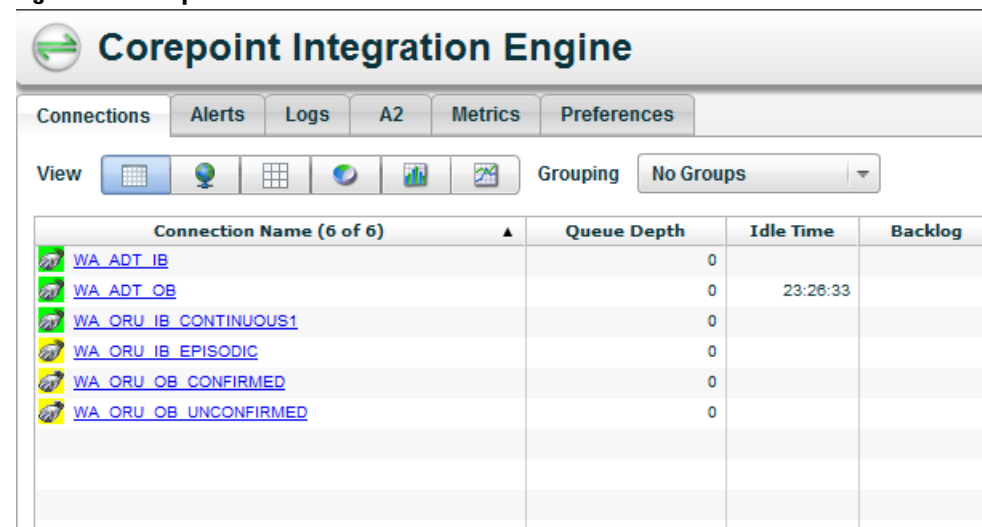 Corepoint Integration Engine
Connections Alerts Logs A2 Metrics Preferences
View Grouping No Groups
Connection Name (6 of 6) Queue Depth Idle Time Backlog
WA_ADT_IB 0
WA_ADT_OB 0 23:26:33
WA_ORU_IB_CONTINUOUS1 0
WA_ORU_IB_EPISODIC 0
WA_ORU_OB_CONFIRMED 0
WA_ORU_OB_UNCONFIRMED 0